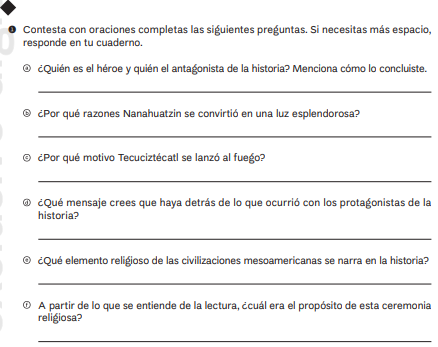 Contesta con oraciones completas las siguientes preguntas. Si necesitas más espacio,
responde en tu cuaderno.
a ¿Quién es el héroe y quién el antagonista de la historia? Menciona cómo lo concluiste.
b ¿Por qué razones Nanahuatzin se convirtió en una luz esplendorosa?
c ¿Por qué motivo Tecuciztécatl se lanzó al fuego?
d ¿Qué mensaje crees que haya detrás de lo que ocurrió con los protagonistas de la
historia?
e ¿Qué elemento religioso de las civilizaciones mesoamericanas se narra en la historia?
f A partir de lo que se entiende de la lectura, ¿cuál era el propósito de esta ceremonia
religiosa?